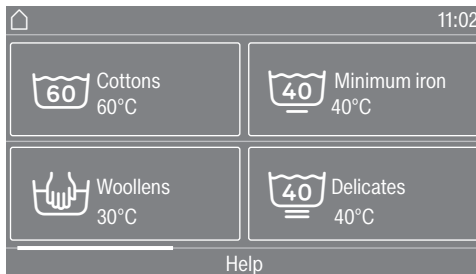 11:02
60
Cottons
60°C
40
Minimum iron
40°C
Woollens
30°C
40
Delicates
40°C
Help